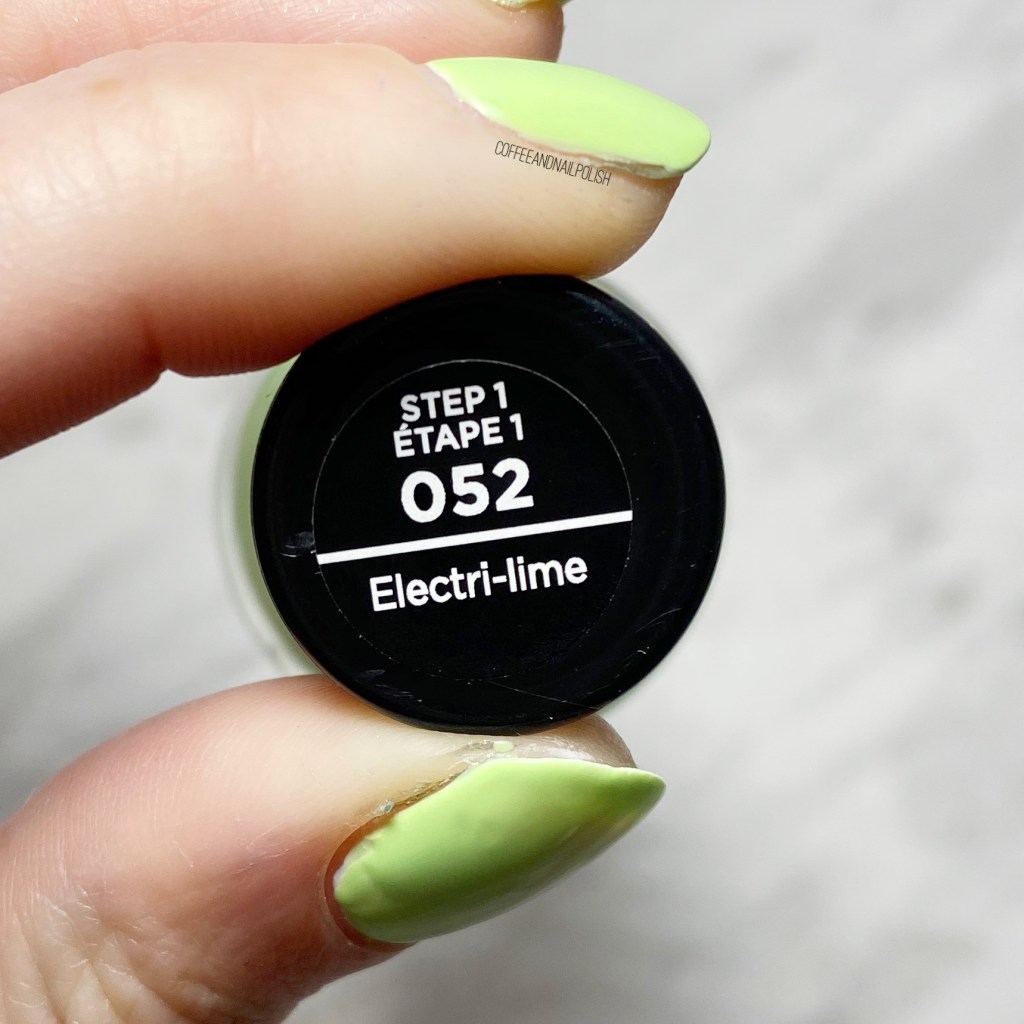 COFFEEANDNAILPOLISH
STEP 1
ÉTAPE 1
052
Electri-lime